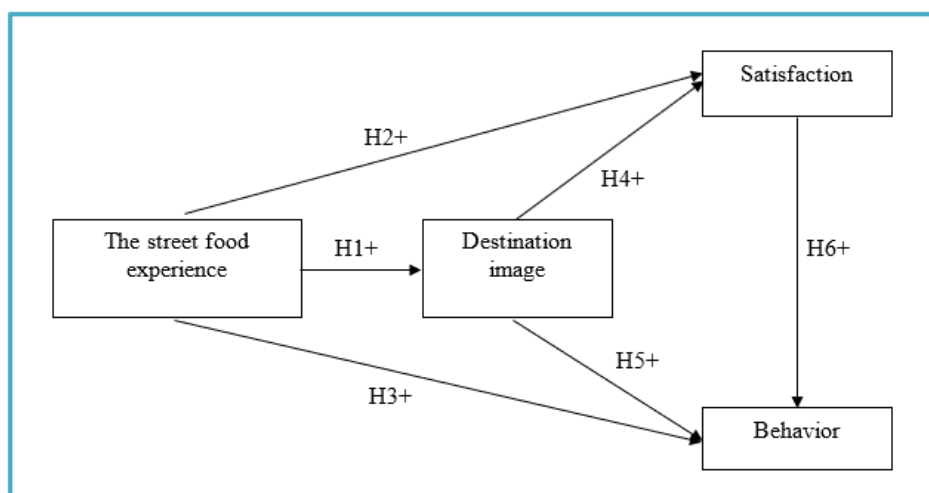 Satisfaction
H2+
H4+
The street food
experience
H1+
Destination
image
H6+
H5+
H3+
Behavior